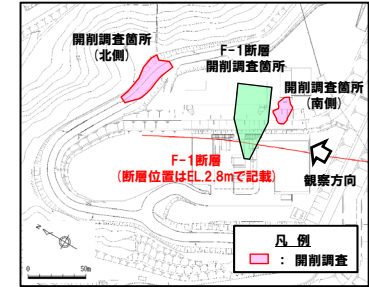 開削調査箇所
(北側)
F-1断層
開削調査箇所
開削調査箇所
(南側)
F-1断層
(断層位置はEL.2.8mで記載)
観察方向
N
凡 例
: 開削調査
0 50m